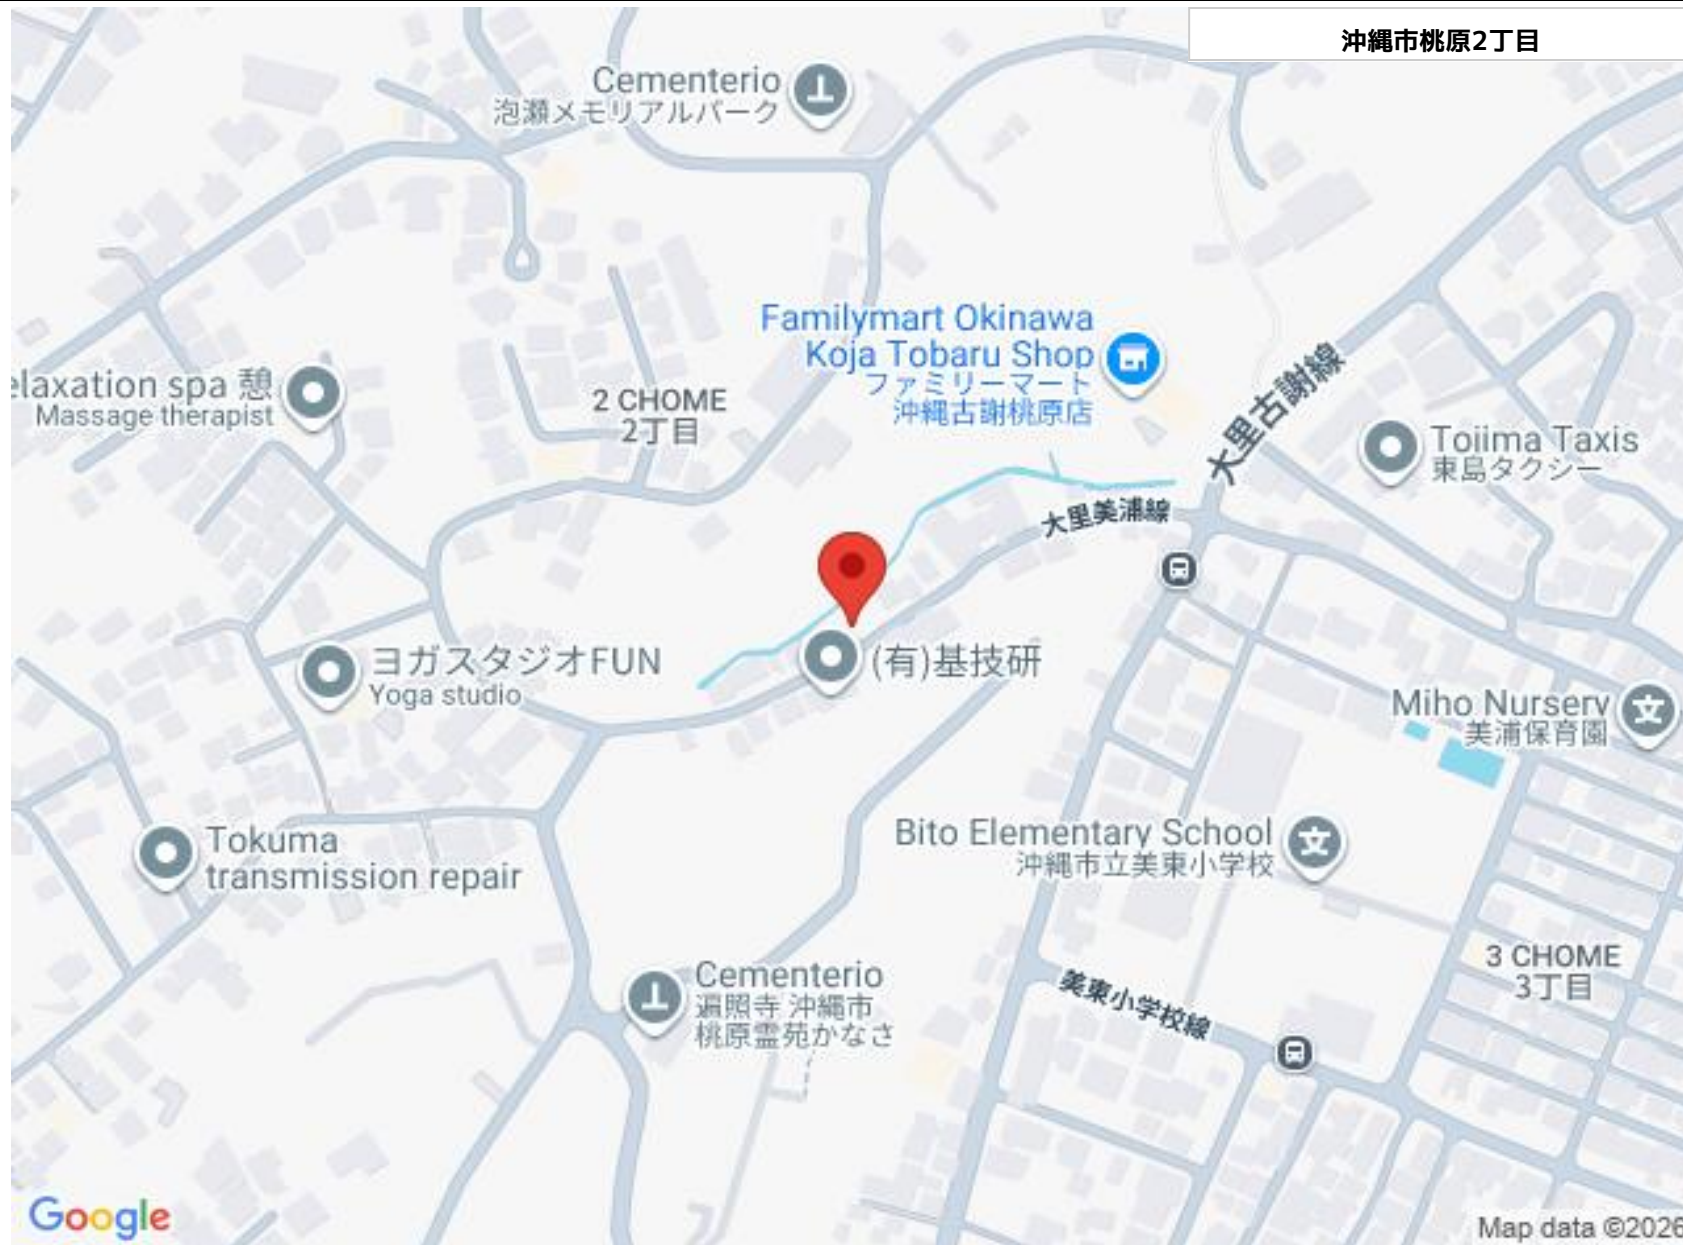 沖縄市桃原2丁目
Cementerio
泡瀬メモリアルパーク
Familymart Okinawa
Koja Tobaru Shop
ファミリーマート
沖縄古謝桃原店
大里古謝線
elaxation spa 憩
Massage therapist
2 CHOME
2丁目
Toiima Taxis
東島タクシー
大里美浦線
ヨガスタジオFUN
Yoga studio
(有)基技研
Miho Nurserv
美浦保育園
Tokuma
transmission repair
Bito Elementary School
沖縄市立美東小学校
3 CHOME
3丁目
Cementerio
遍照寺 沖縄市
桃原霊苑かなさ
美東小学校線
Google
Map data ©2026